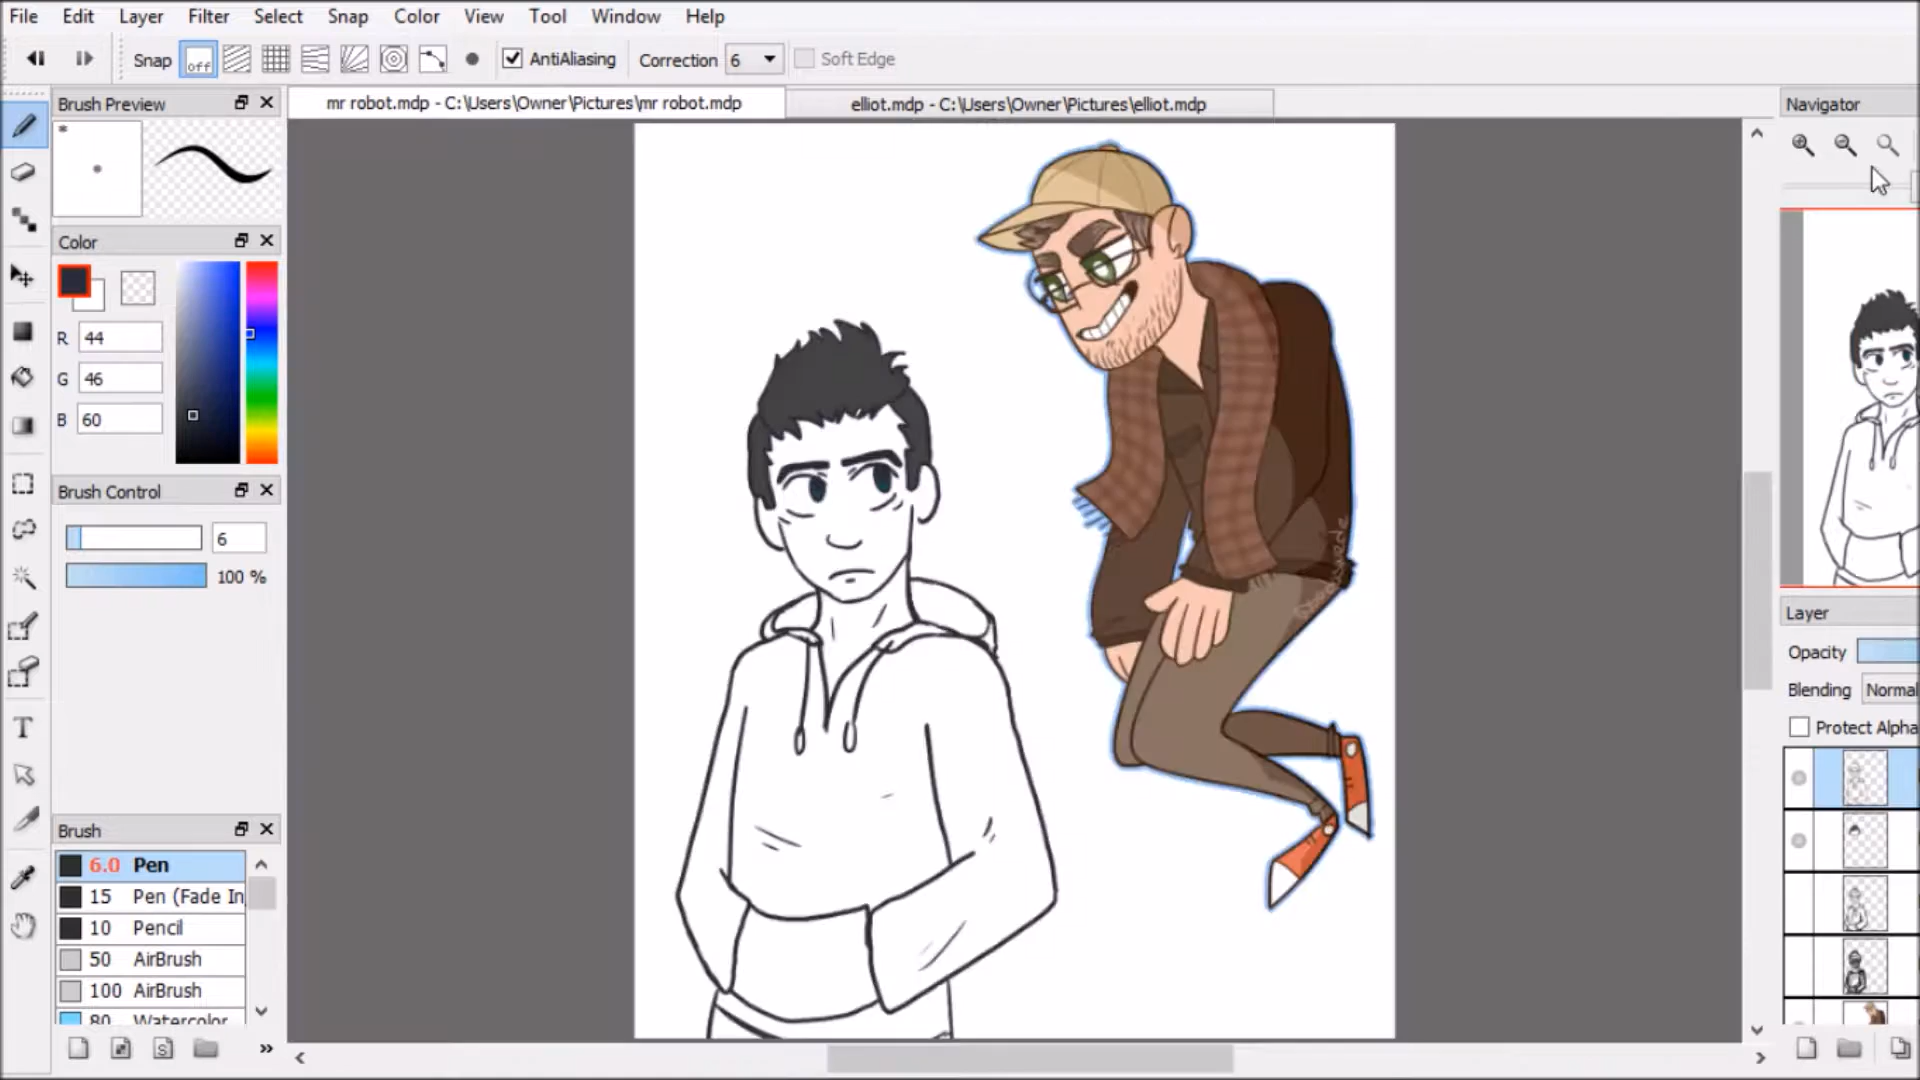 File Edit Layer Filter Select Snap Color View Tool Window Help
Snap off AntiAliasing Correction 6 Soft Edge
Brush Preview
mr robot.mdp - C:\Users\Owner\Pictures\mr robot.mdp
elliot.mdp - C:\Users\Owner\Pictures\elliot.mdp
Navigator
*
Color
R 44
G 46
B 60
Brush Control
6
100 %
Layer
Opacity
Blending Normal
Protect Alpha
Brush
6.0 Pen
15 Pen (Fade In
10 Pencil
50 AirBrush
100 AirBrush
80 Watercolor
T
S
»